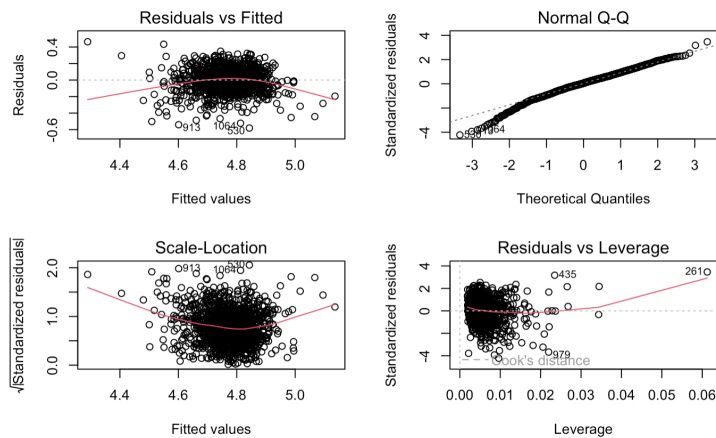 Residuals vs Fitted
Residuals
0.4
0.0
-0.6
913
1064
530
4.4 4.6 4.8 5.0
Fitted values
Normal Q-Q
Standardized residuals
4
2
0
-4
-3 -2 -1 0 1 2 3
Theoretical Quantiles
Scale-Location
√|Standardized residuals|
2.0
1.0
0.0
530
913
1064
4.4 4.6 4.8 5.0
Fitted values
Residuals vs Leverage
Standardized residuals
4
2
0
-4
261
435
979
Cook's distance
0.00 0.01 0.02 0.03 0.04 0.05 0.06
Leverage